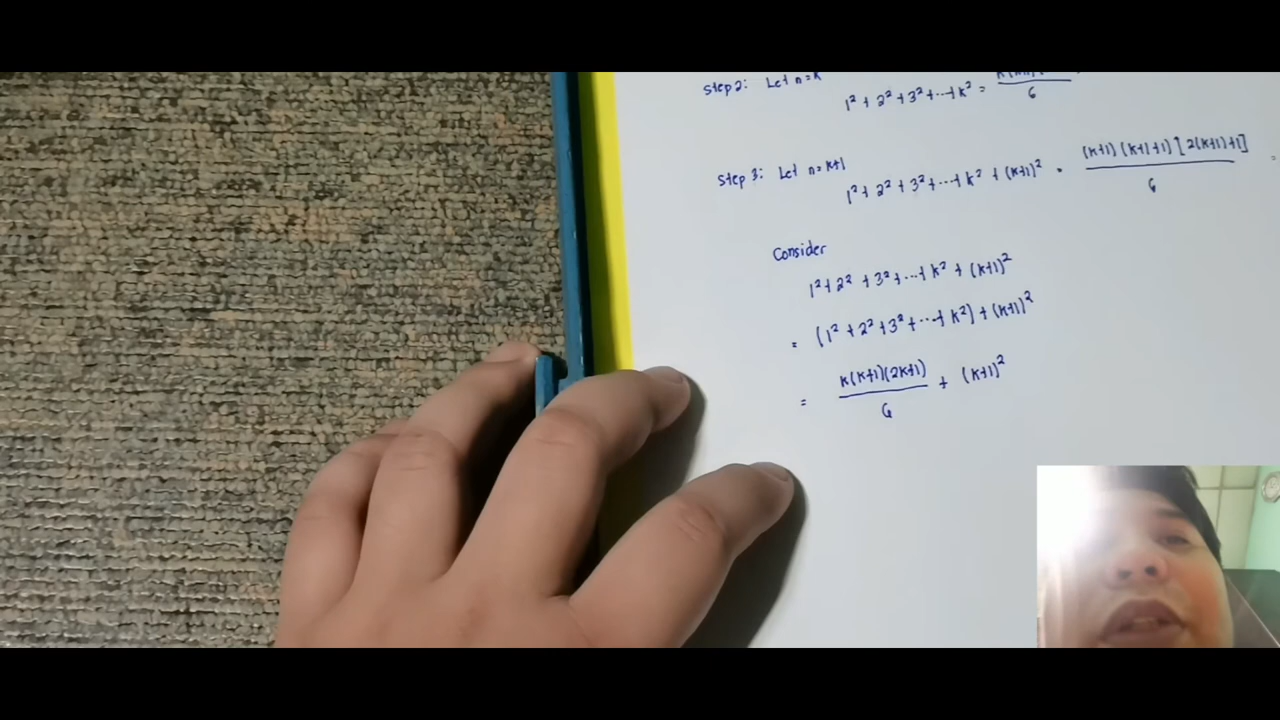 Step 2: Let n=k
1² + 2² + 3² + ... + k² = 6
Step 3: Let n=k+1
1² + 2² + 3² + ... + k² + (k+1)² = (k+1)(k+1+1)[2(k+1)+1] / 6 =
Consider
1² + 2² + 3² + ... + k² + (k+1)²
= (1² + 2² + 3² + ... + k²) + (k+1)²
= k(k+1)(2k+1) / 6 + (k+1)²